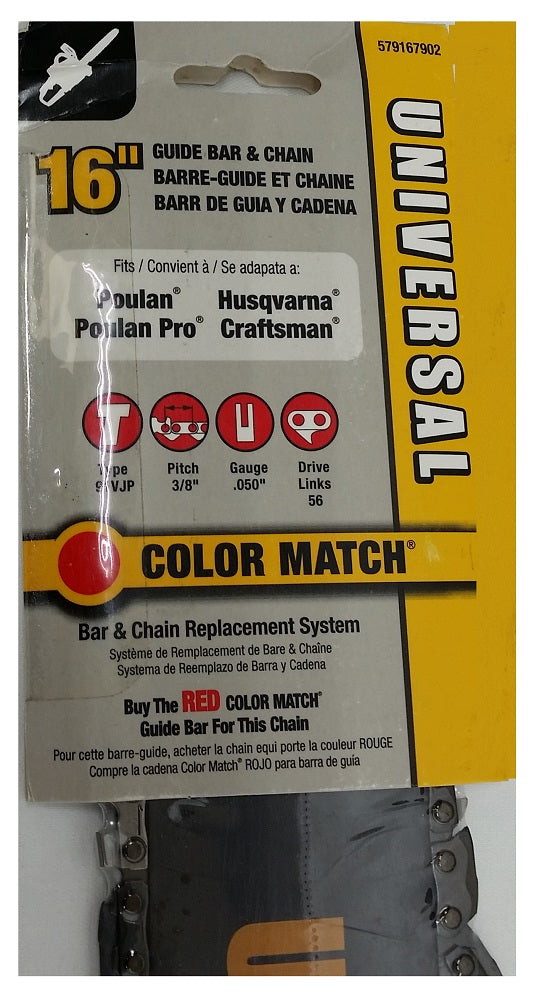 579167902
UNIVERSAL
16"
GUIDE BAR & CHAIN
BARRE-GUIDE ET CHAINE
BARR DE GUIA Y CADENA
Fits / Convient à / Se adapata a:
Poulan® Husqvarna®
Poulan Pro® Craftsman®
Type Pitch Gauge Drive
VJP 3/8" .050" Links
56
COLOR MATCH®
Bar & Chain Replacement System
Système de Remplacement de Bare & Chaîne
Systema de Reemplazo de Barra y Cadena
Buy The RED COLOR MATCH®
Guide Bar For This Chain
Pour cette barre-guide, acheter la chain equi porte la couleur ROUGE
Compre la cadena Color Match® ROJO para barra de guía